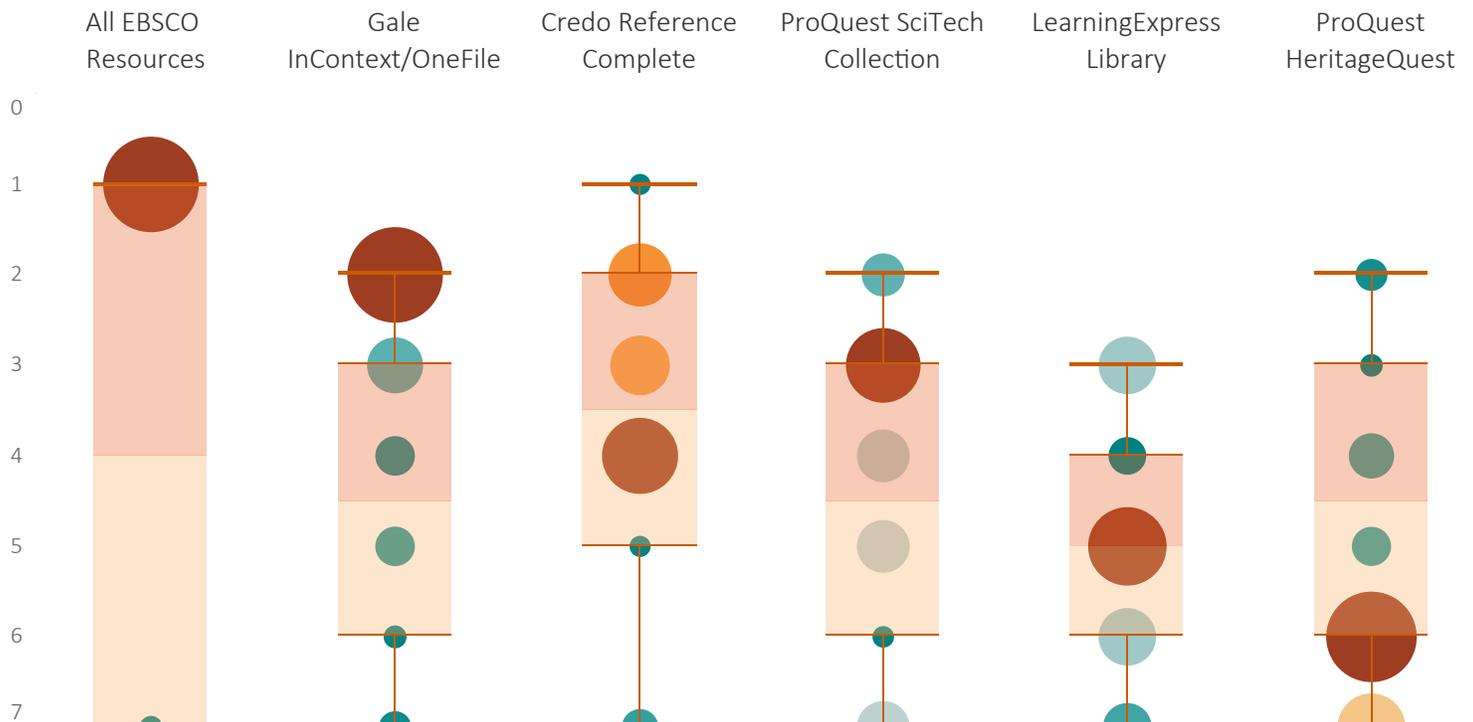 All EBSCO
Resources
Gale
InContext/OneFile
Credo Reference
Complete
ProQuest SciTech
Collection
LearningExpress
Library
ProQuest
HeritageQuest
0
1
2
3
4
5
6
7